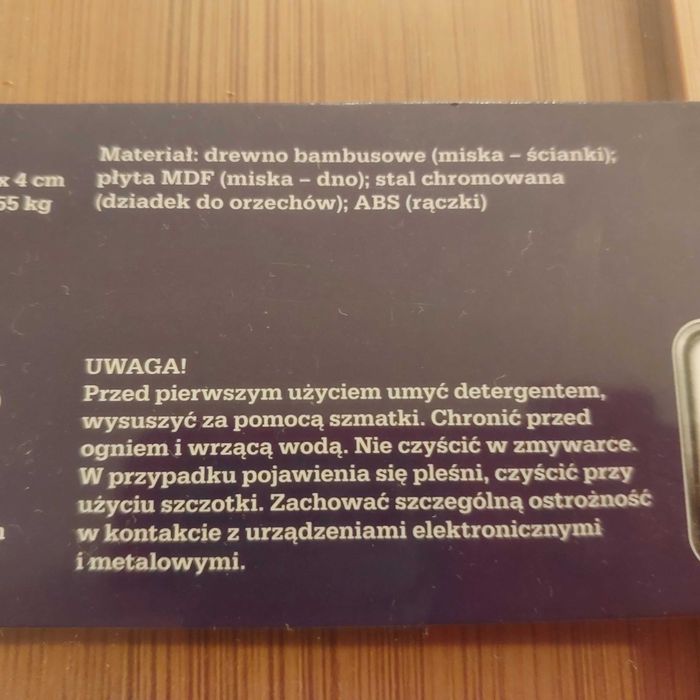 Materiał: drewno bambusowe (miska – ścianki);
x 4 cm płyta MDF (miska – dno); stal chromowana
55 kg (dziadek do orzechów); ABS (rączki)
UWAGA!
Przed pierwszym użyciem umyć detergentem,
wysuszyć za pomocą szmatki. Chronić przed
ogniem i wrzącą wodą. Nie czyścić w zmywarce.
W przypadku pojawienia się pleśni, czyścić przy
użyciu szczotki. Zachować szczególną ostrożność
w kontakcie z urządzeniami elektronicznymi
i metalowymi.